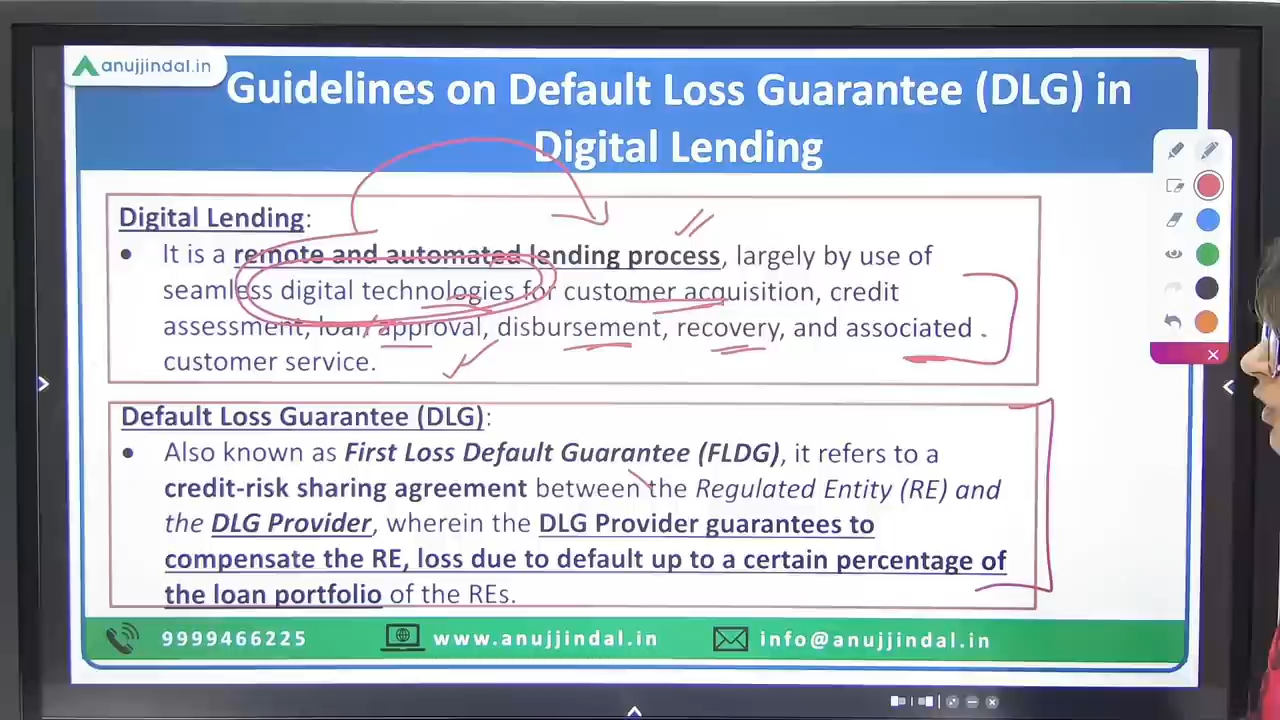 anujjindal.in
Guidelines on Default Loss Guarantee (DLG) in
Digital Lending
Digital Lending:
• It is a remote and automated lending process, largely by use of
seamless digital technologies for customer acquisition, credit
assessment, loan approval, disbursement, recovery, and associated
customer service.
Default Loss Guarantee (DLG):
• Also known as First Loss Default Guarantee (FLDG), it refers to a
credit-risk sharing agreement between the Regulated Entity (RE) and
the DLG Provider, wherein the DLG Provider guarantees to
compensate the RE, loss due to default up to a certain percentage of
the loan portfolio of the REs.
9999466225 www.anujjindal.in info@anujjindal.in